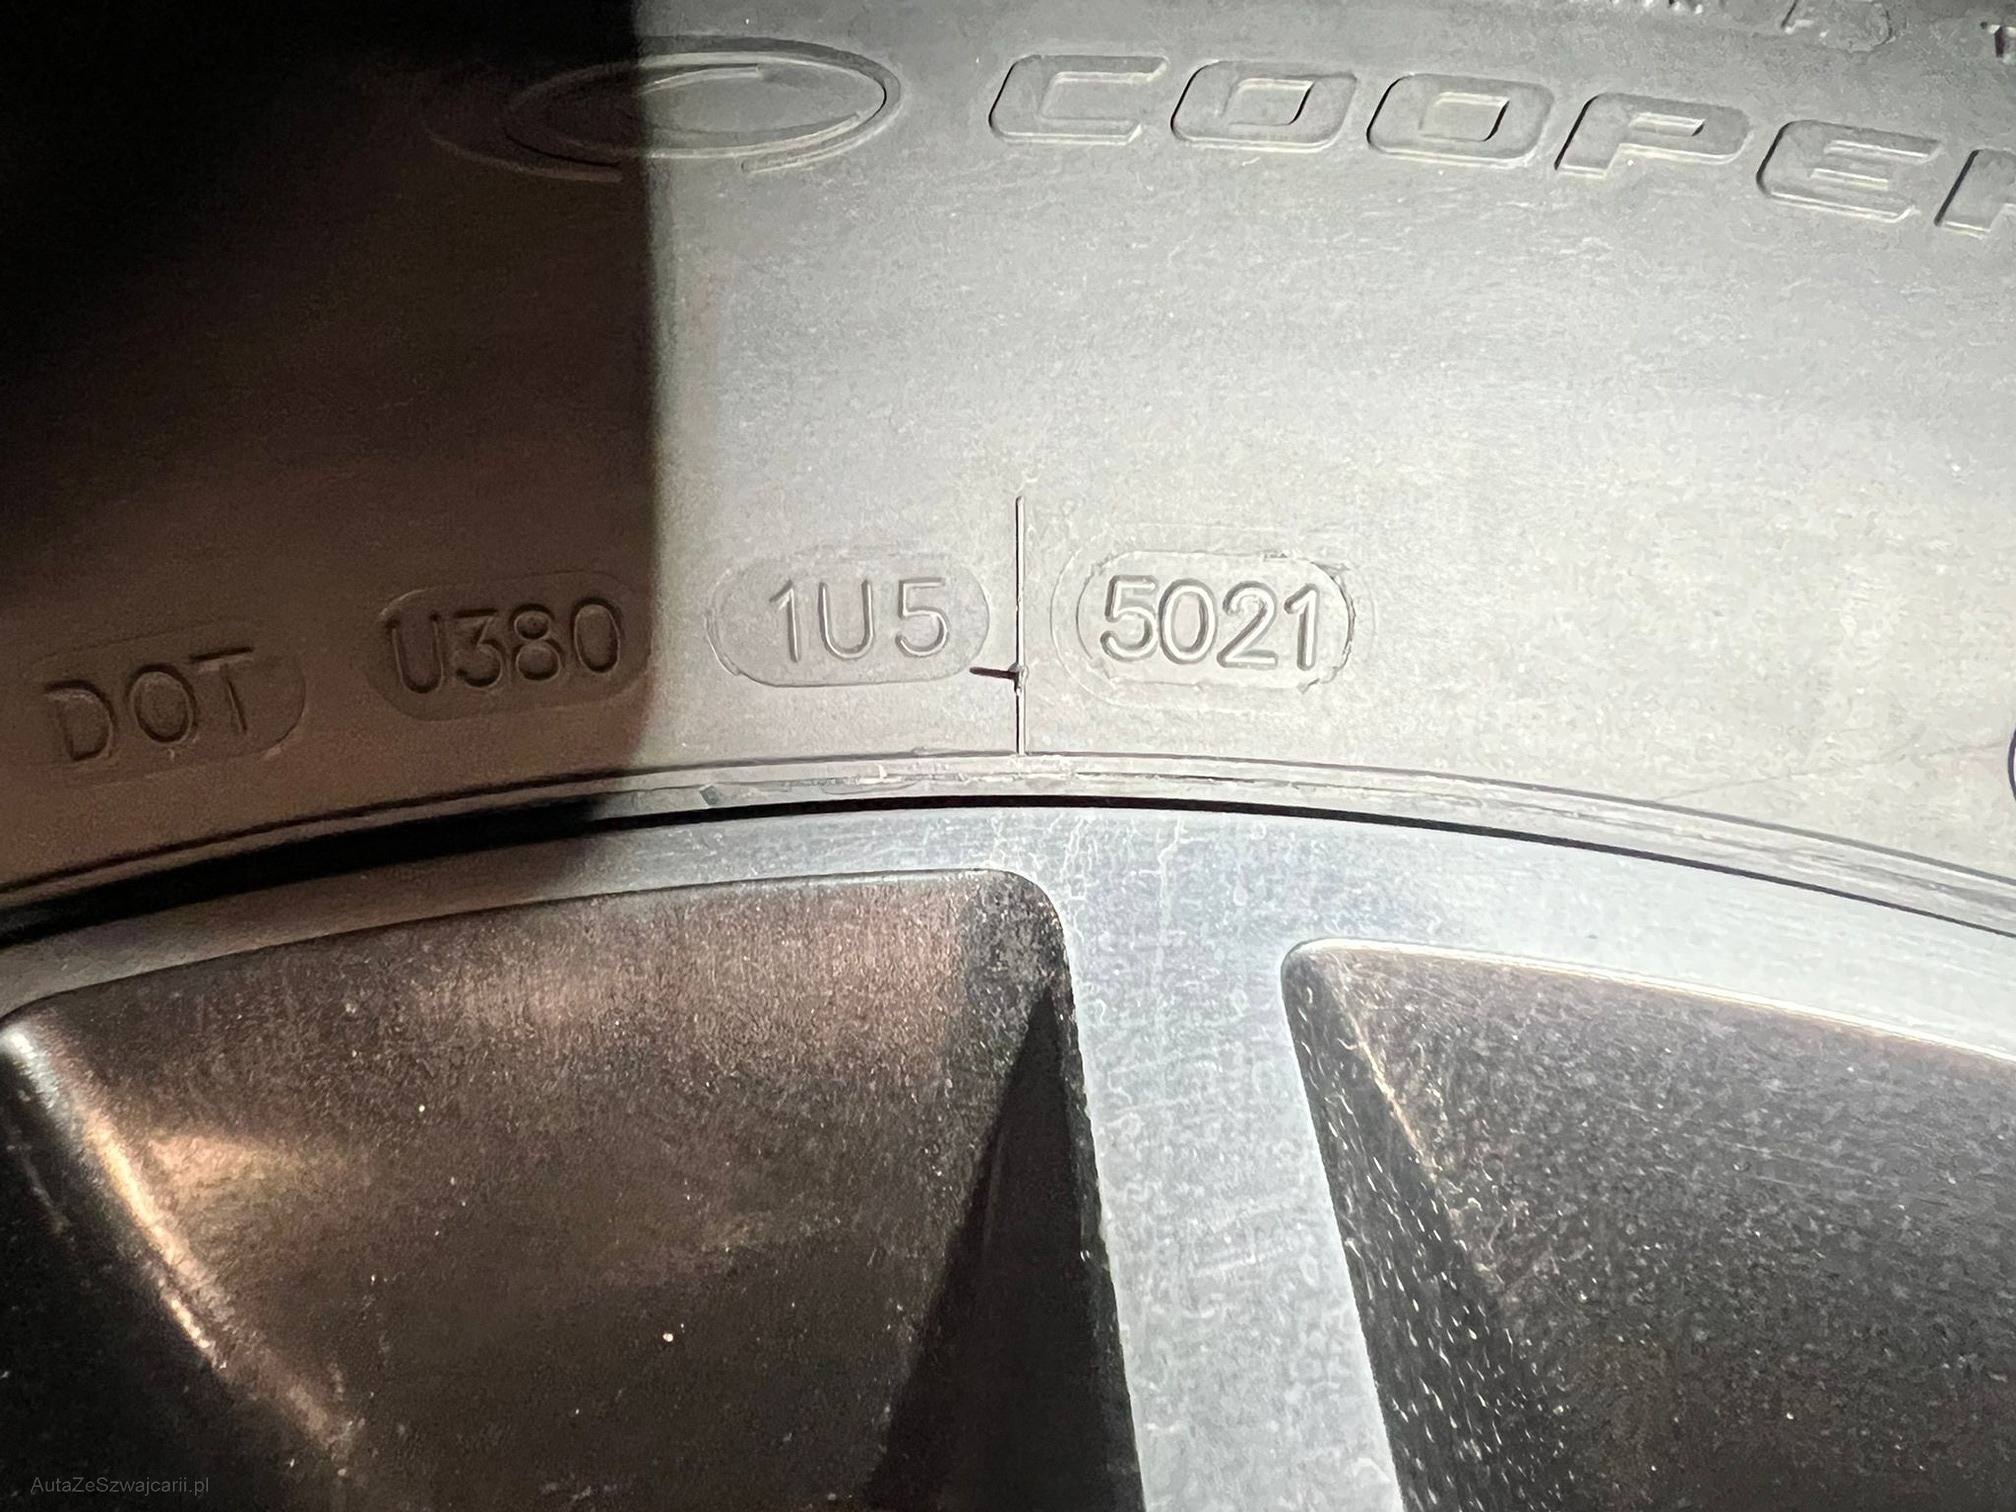 COOPER
DOT U380 1U5 5021
AutaZeSzwajcarii.pl